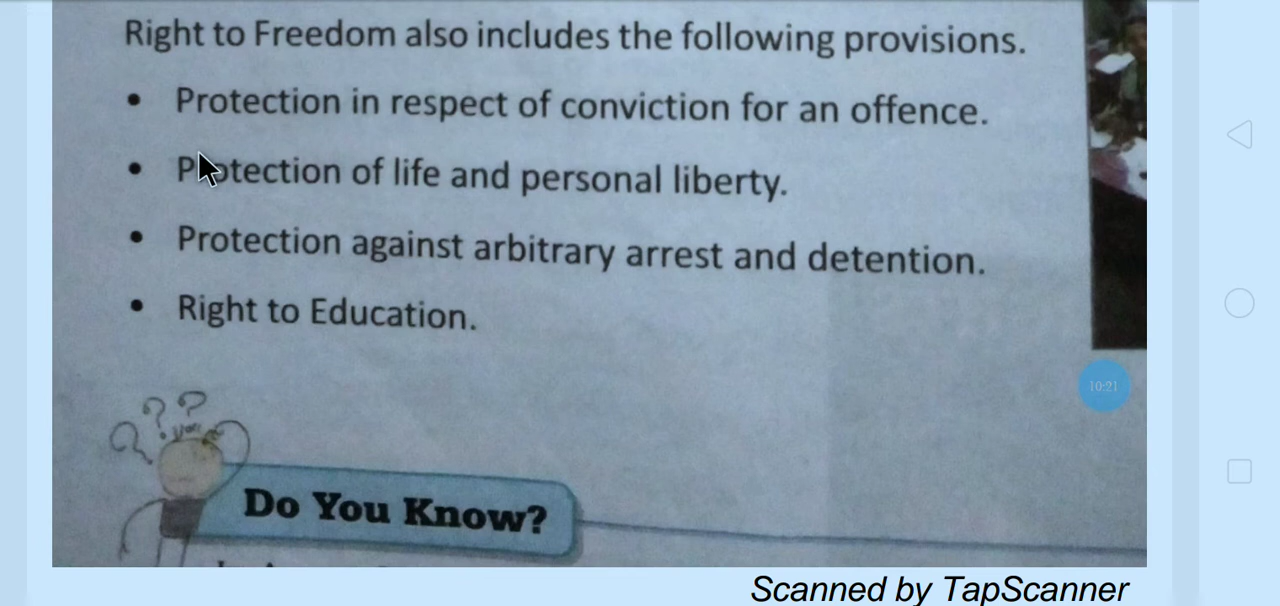 Right to Freedom also includes the following provisions.
• Protection in respect of conviction for an offence.
• Protection of life and personal liberty.
• Protection against arbitrary arrest and detention.
• Right to Education.
10:21
Do You Know?
Scanned by TapScanner